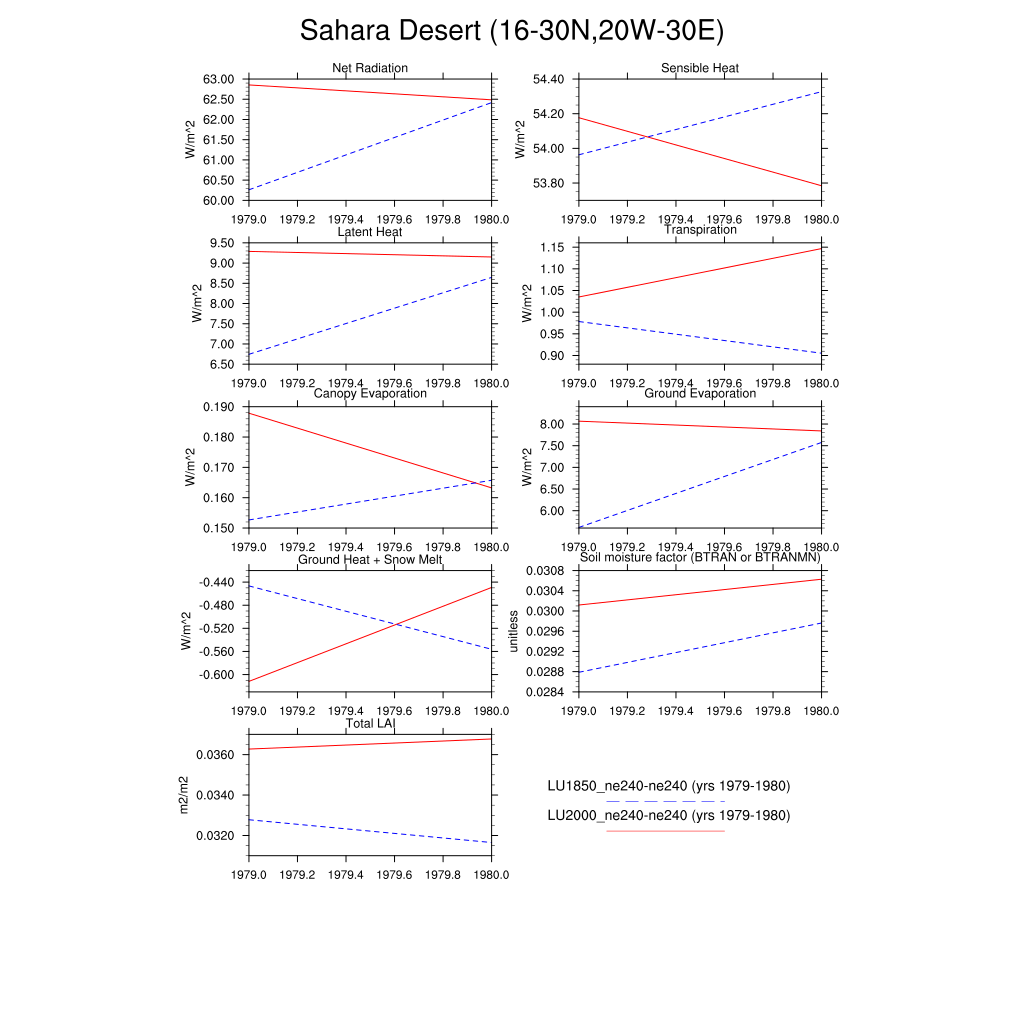 Sahara Desert (16-30N,20W-30E)
Net Radiation
63.00
62.50
62.00
61.50
61.00
60.50
60.00
W/m^2
1979.0 1979.2 1979.4 1979.6 1979.8 1980.0
Sensible Heat
54.40
54.20
54.00
53.80
W/m^2
1979.0 1979.2 1979.4 1979.6 1979.8 1980.0
Latent Heat
9.50
9.00
8.50
8.00
7.50
7.00
6.50
W/m^2
1979.0 1979.2 1979.4 1979.6 1979.8 1980.0
Transpiration
1.15
1.10
1.05
1.00
0.95
0.90
W/m^2
1979.0 1979.2 1979.4 1979.6 1979.8 1980.0
Canopy Evaporation
0.190
0.180
0.170
0.160
0.150
W/m^2
1979.0 1979.2 1979.4 1979.6 1979.8 1980.0
Ground Evaporation
8.00
7.50
7.00
6.50
6.00
W/m^2
1979.0 1979.2 1979.4 1979.6 1979.8 1980.0
Ground Heat + Snow Melt
-0.440
-0.480
-0.520
-0.560
-0.600
W/m^2
1979.0 1979.2 1979.4 1979.6 1979.8 1980.0
Soil moisture factor (BTRAN or BTRANMN)
0.0308
0.0304
0.0300
0.0296
0.0292
0.0288
0.0284
unitless
1979.0 1979.2 1979.4 1979.6 1979.8 1980.0
Total LAI
0.0360
0.0340
0.0320
m2/m2
1979.0 1979.2 1979.4 1979.6 1979.8 1980.0
LU1850_ne240-ne240 (yrs 1979-1980)
LU2000_ne240-ne240 (yrs 1979-1980)